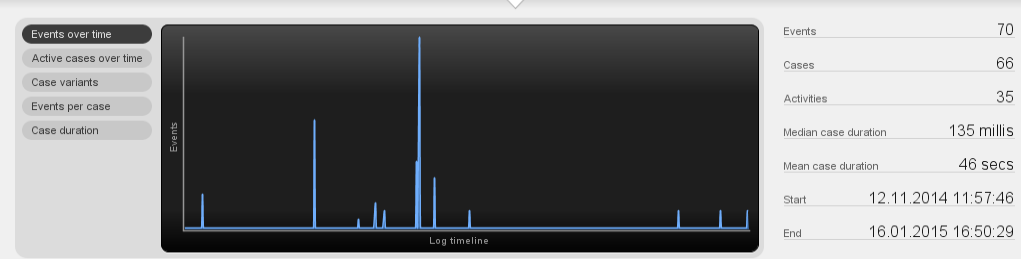 Events over time
Active cases over time
Case variants
Events per case
Case duration
Events
Log timeline
Events 70
Cases 66
Activities 35
Median case duration 135 millis
Mean case duration 46 secs
Start 12.11.2014 11:57:46
End 16.01.2015 16:50:29